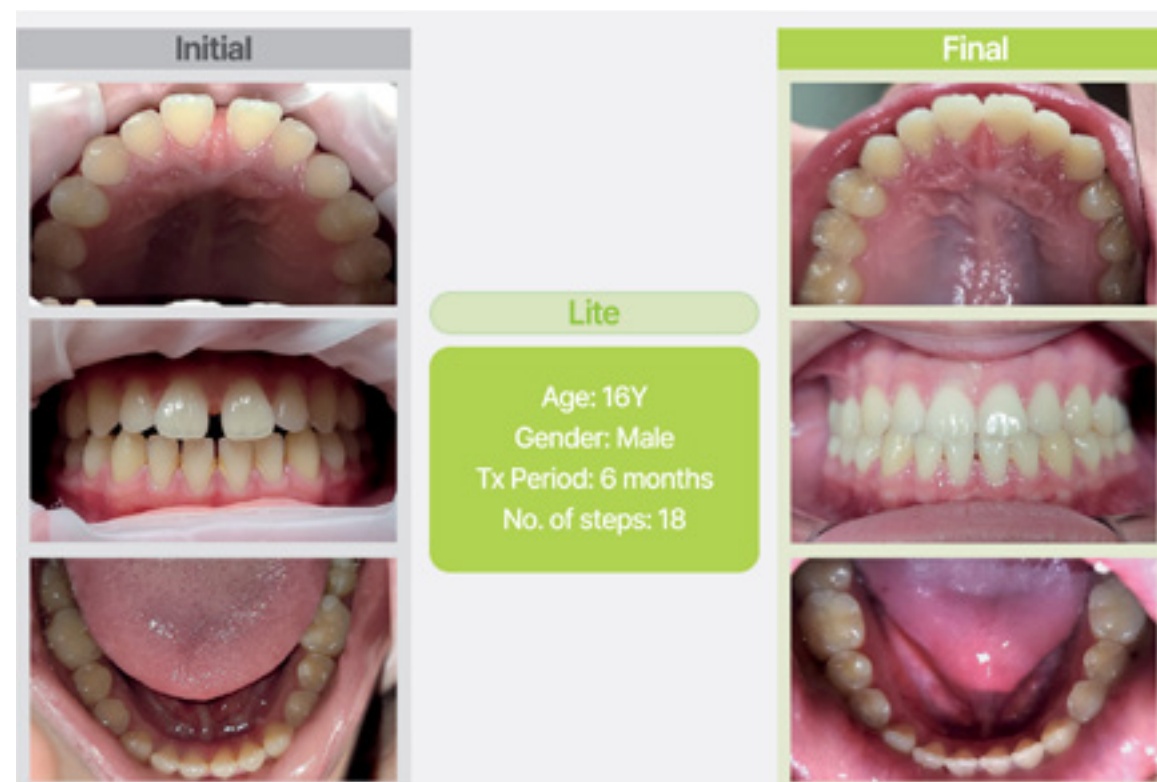 Initial
Final
Lite
Age: 16Y
Gender: Male
Tx Period: 6 months
No. of steps: 18